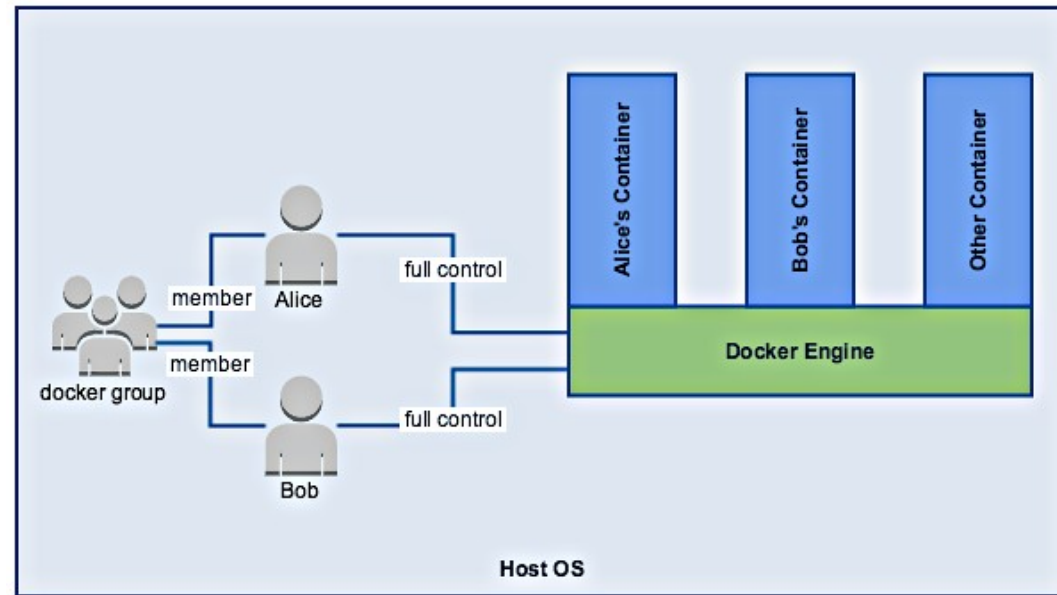 Alice's Container
Bob's Container
Other Container
full control
member
Alice
Docker Engine
member
docker group
full control
Bob
Host OS